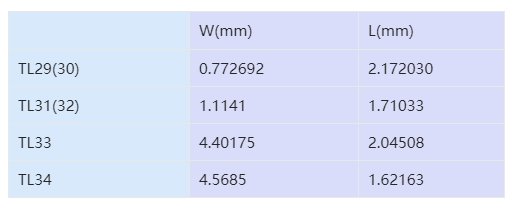 W(mm) L(mm)
TL29(30) 0.772692 2.172030
TL31(32) 1.1141 1.71033
TL33 4.40175 2.04508
TL34 4.5685 1.62163